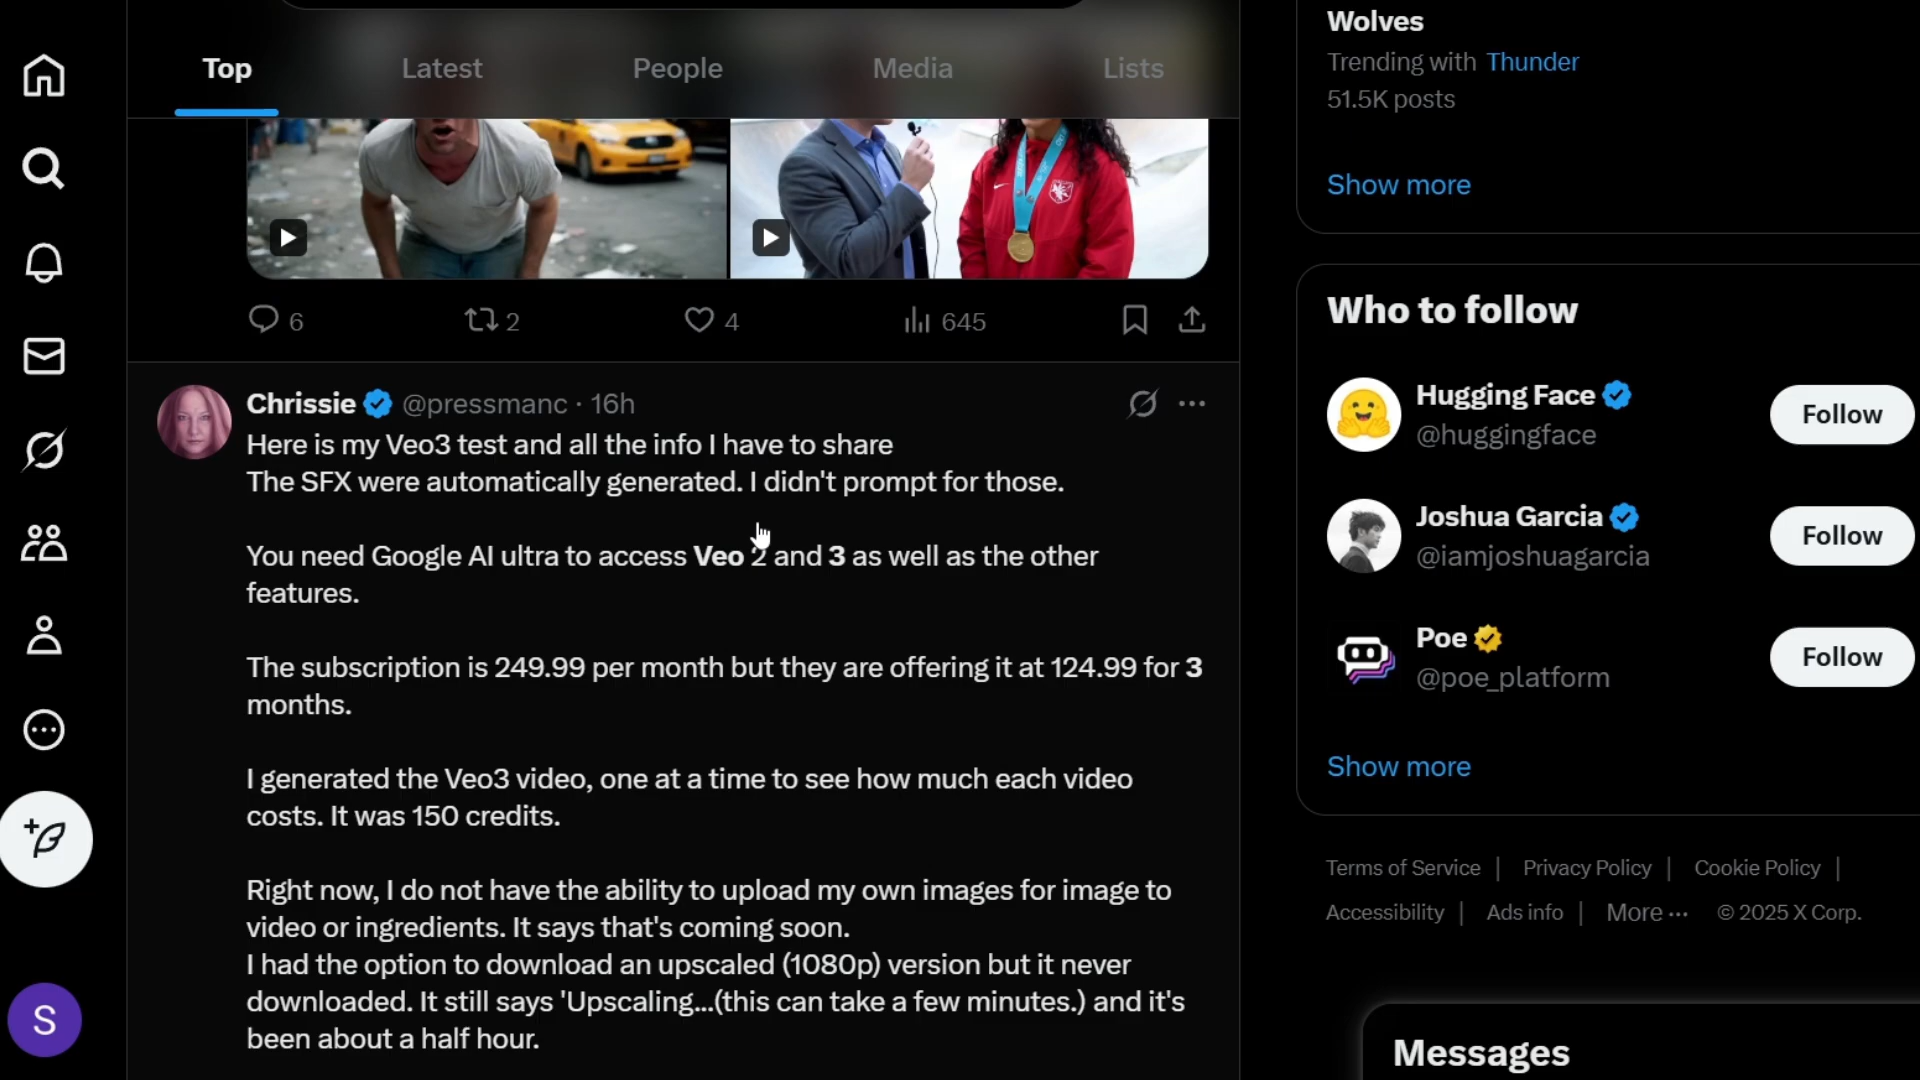 Top
Latest
People
Media
Lists
6
2
4
645
Chrissie @pressmanc · 16h
Here is my Veo3 test and all the info I have to share
The SFX were automatically generated. I didn't prompt for those.
You need Google AI ultra to access Veo 2 and 3 as well as the other
features.
The subscription is 249.99 per month but they are offering it at 124.99 for 3
months.
I generated the Veo3 video, one at a time to see how much each video
costs. It was 150 credits.
Right now, I do not have the ability to upload my own images for image to
video or ingredients. It says that's coming soon.
I had the option to download an upscaled (1080p) version but it never
downloaded. It still says 'Upscaling...(this can take a few minutes.) and it's
been about a half hour.
S
Wolves
Trending with Thunder
51.5K posts
Show more
Who to follow
Hugging Face
@huggingface
Follow
Joshua Garcia
@iamjoshuagarcia
Follow
Poe
@poe_platform
Follow
Show more
Terms of Service | Privacy Policy | Cookie Policy |
Accessibility | Ads info | More ··· © 2025 X Corp.
Messages